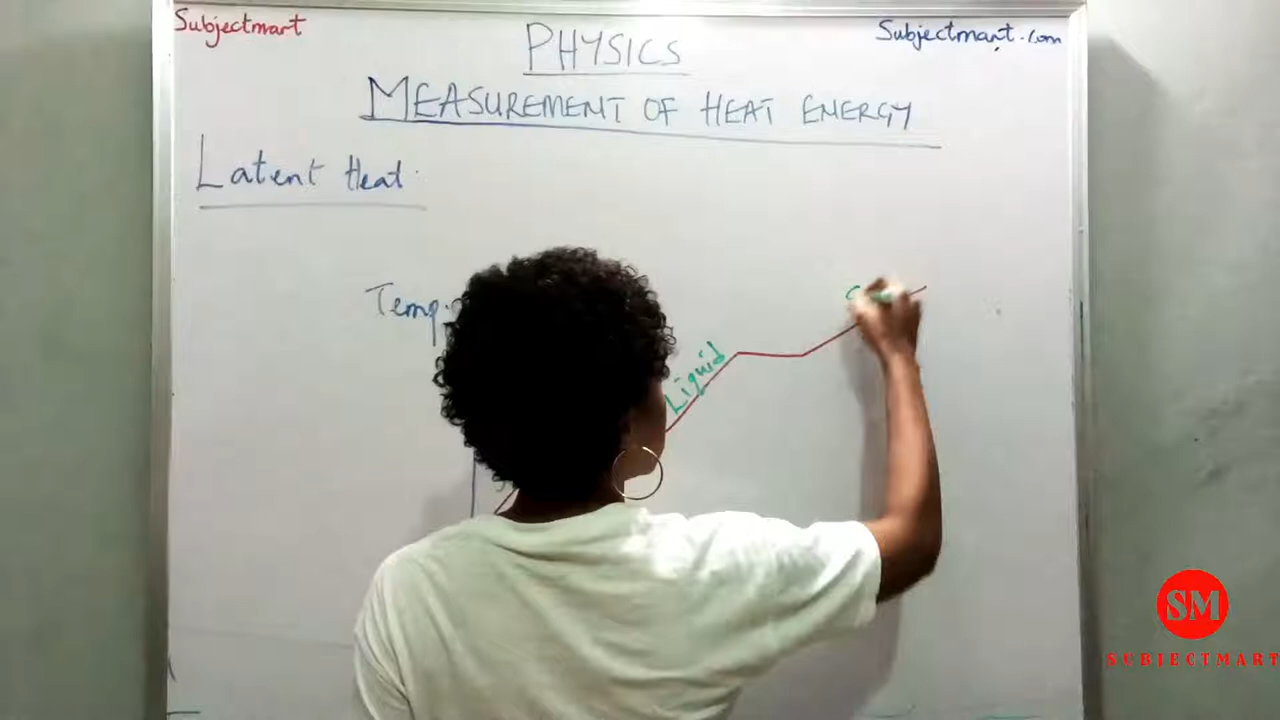 Subjectmart
Subjectmart.com
PHYSICS
MEASUREMENT OF HEAT ENERGY
Latent Heat
Temp.
Liquid
SM
SUBJECTMART